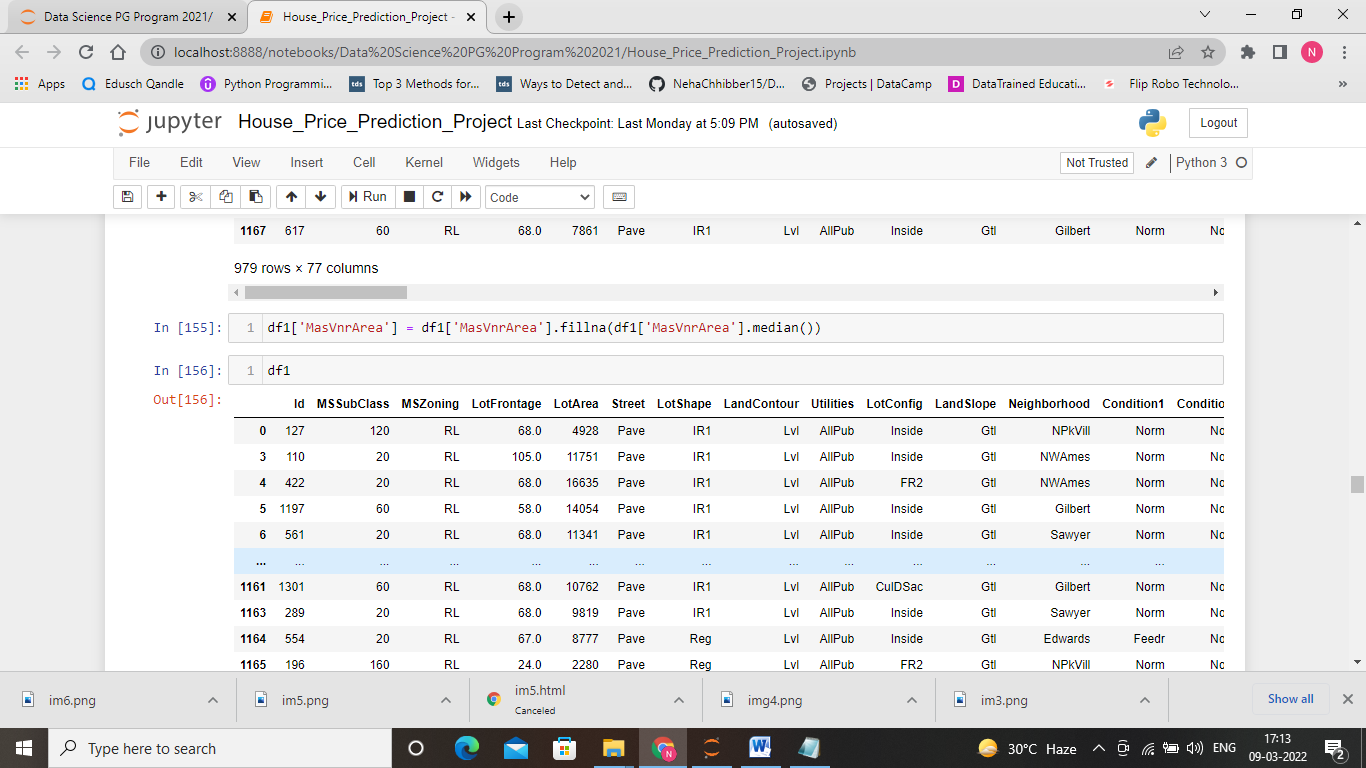 Data Science PG Program 2021/
House_Price_Prediction_Project -
localhost:8888/notebooks/Data%20Science%20PG%20Program%202021/House_Price_Prediction_Project.ipynb
N
Apps Edusch Qandle Python Programmi... tds Top 3 Methods for... tds Ways to Detect and... NehaChhibber15/D... Projects | DataCamp D DataTrained Educati... Flip Robo Technolo... »
jupyter House_Price_Prediction_Project Last Checkpoint: Last Monday at 5:09 PM (autosaved) Logout
File Edit View Insert Cell Kernel Widgets Help Not Trusted Python 3
Run Code
1167 617 60 RL 68.0 7861 Pave IR1 Lvl AllPub Inside Gtl Gilbert Norm No
979 rows × 77 columns
In [155]: 1 df1['MasVnrArea'] = df1['MasVnrArea'].fillna(df1['MasVnrArea'].median())
In [156]: 1 df1
Out[156]:
Id MSSubClass MSZoning LotFrontage LotArea Street LotShape LandContour Utilities LotConfig LandSlope Neighborhood Condition1 Conditio
0 127 120 RL 68.0 4928 Pave IR1 Lvl AllPub Inside Gtl NPkVill Norm No
3 110 20 RL 105.0 11751 Pave IR1 Lvl AllPub Inside Gtl NWAmes Norm No
4 422 20 RL 68.0 16635 Pave IR1 Lvl AllPub FR2 Gtl NWAmes Norm No
5 1197 60 RL 58.0 14054 Pave IR1 Lvl AllPub Inside Gtl Gilbert Norm No
6 561 20 RL 68.0 11341 Pave IR1 Lvl AllPub Inside Gtl Sawyer Norm No
... ... ... ... ... ... ... ... ... ... ... ... ... ...
1161 1301 60 RL 68.0 10762 Pave IR1 Lvl AllPub CulDSac Gtl Gilbert Norm No
1163 289 20 RL 68.0 9819 Pave IR1 Lvl AllPub Inside Gtl Sawyer Norm No
1164 554 20 RL 67.0 8777 Pave Reg Lvl AllPub Inside Gtl Edwards Feedr No
1165 196 160 RL 24.0 2280 Pave Reg Lvl AllPub FR2 Gtl NPkVill Norm No
im6.png im5.png im5.html img4.png im3.png Show all
Canceled
Type here to search N W 30°C Haze ENG 17:13
09-03-2022 2